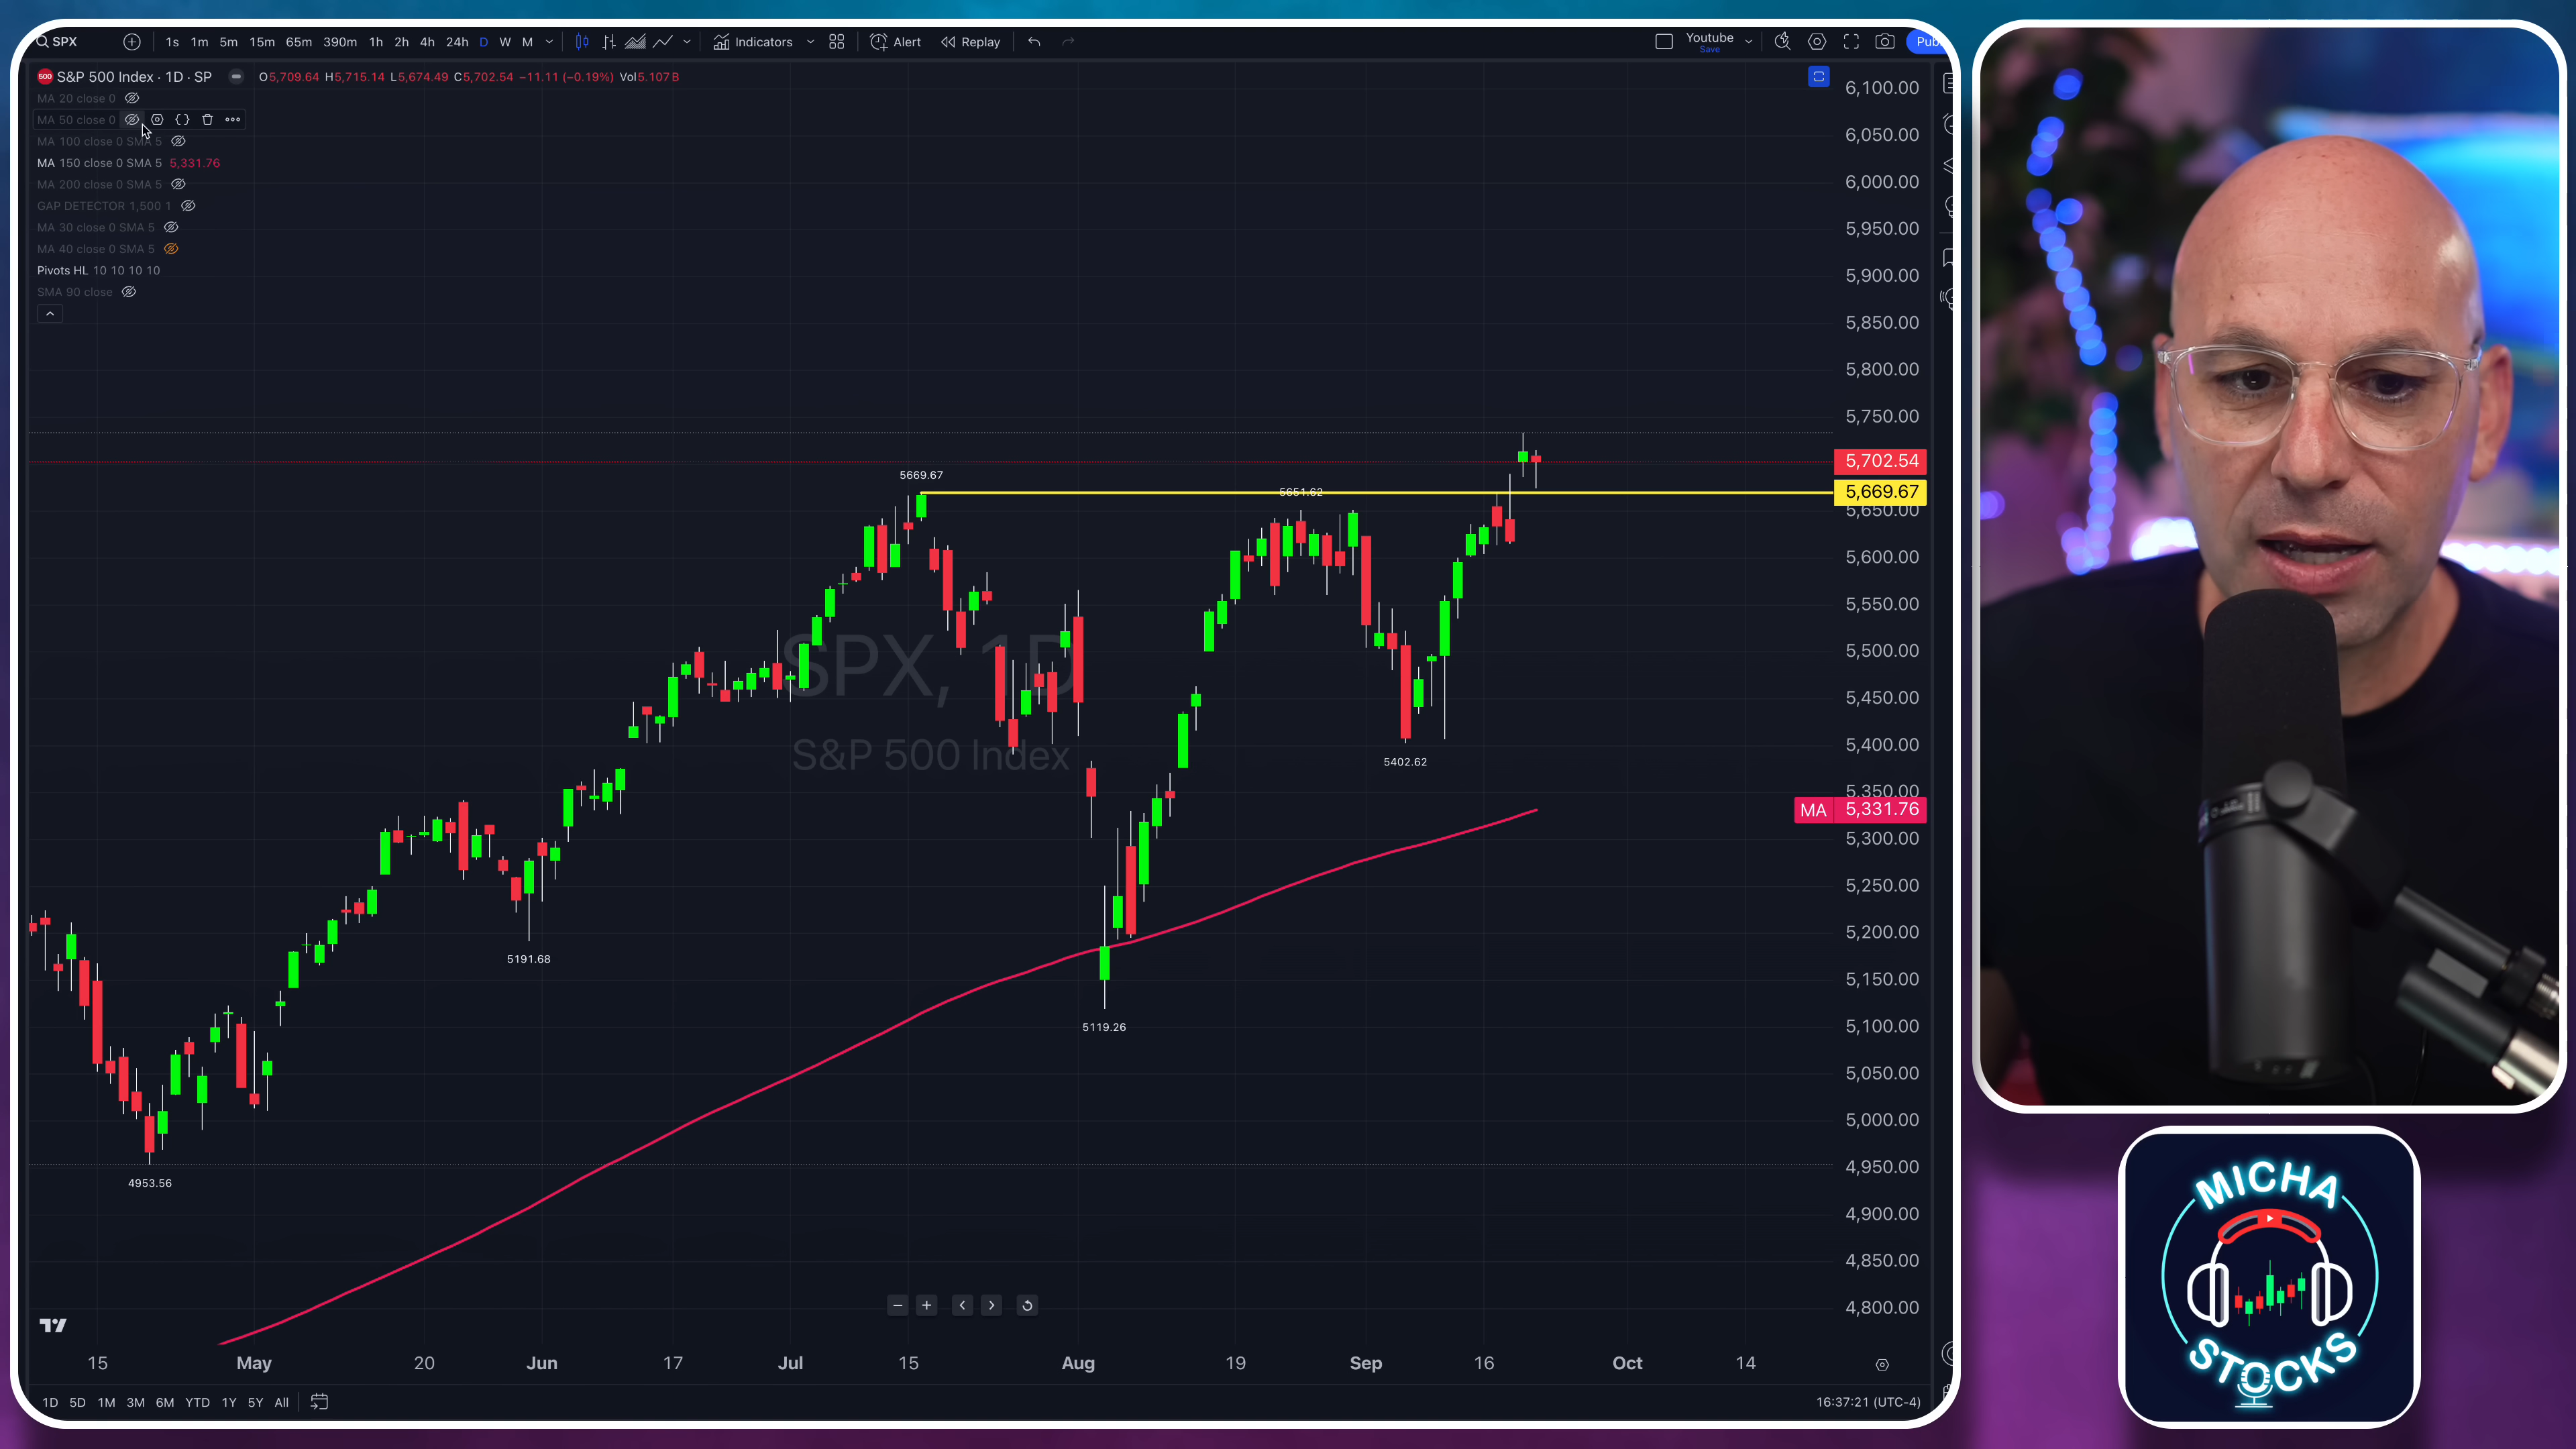 SPX
1s 1m 5m 15m 65m 390m 1h 2h 4h 24h D W M
Indicators
Alert
Replay
Youtube
Save
500 S&P 500 Index · 1D · SP
O5,709.64 H5,715.14 L5,674.49 C5,702.54 −11.11 (−0.19%) Vol5.107 B
MA 20 close 0
MA 50 close 0
MA 100 close 0 SMA 5
MA 150 close 0 SMA 5 5,331.76
MA 200 close 0 SMA 5
GAP DETECTOR 1,500 1
MA 30 close 0 SMA 5
MA 40 close 0 SMA 5
Pivots HL 10 10 10 10
SMA 90 close
6,100.00
6,050.00
6,000.00
5,950.00
5,900.00
5,850.00
5,800.00
5,750.00
5,702.54
5,669.67
5,650.00
5,600.00
5,550.00
5,500.00
5,450.00
5,400.00
5,350.00
MA 5,331.76
5,300.00
5,250.00
5,200.00
5,150.00
5,100.00
5,050.00
5,000.00
4,950.00
4,900.00
4,850.00
4,800.00
5669.67
5651.62
SPX, 1D
S&P 500 Index
5402.62
5191.68
5119.26
4953.56
15 May 20 Jun 17 Jul 15 Aug 19 Sep 16 Oct 14
1D 5D 1M 3M 6M YTD 1Y 5Y All
16:37:21 (UTC-4)
MICHA
STOCKS